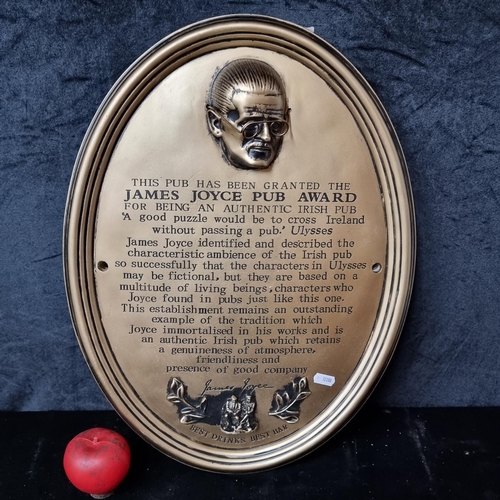 THIS PUB HAS BEEN GRANTED THE
JAMES JOYCE PUB AWARD
FOR BEING AN AUTHENTIC IRISH PUB
'A good puzzle would be to cross Ireland
without passing a pub.' Ulysses
James Joyce identified and described the
characteristic ambience of the Irish pub
so successfully that the characters in Ulysses
may be fictional, but they are based on a
multitude of living beings, characters who
Joyce found in pubs just like this one.
This establishment remains an outstanding
example of the tradition which
Joyce immortalised in his works and is
an authentic Irish pub which retains
a genuineness of atmosphere,
friendliness and
presence of good company
James Joyce
BEST DRINKS BEST BAR